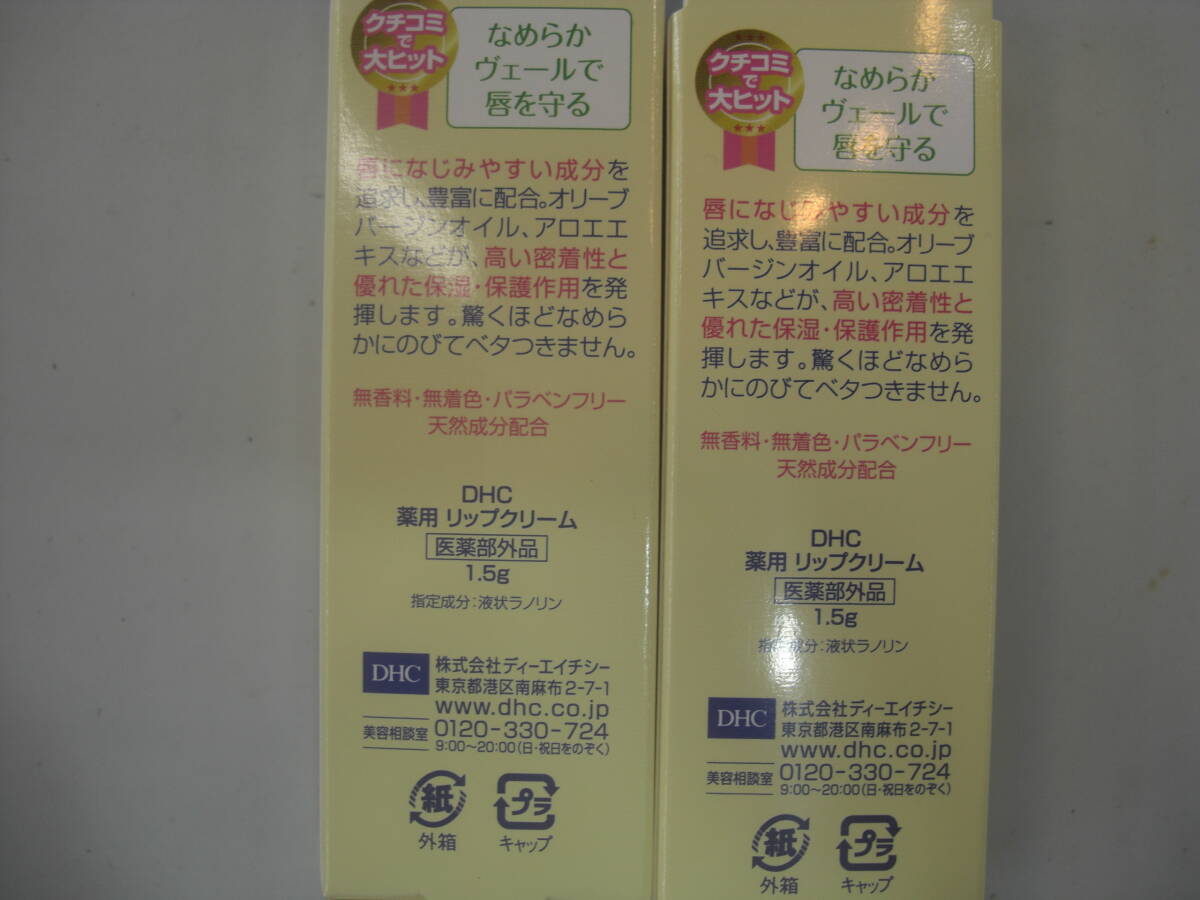 クチコミ
で
大ヒット
なめらか
ヴェールで
唇を守る
唇になじみやすい成分を
追求し、豊富に配合。オリーブ
バージンオイル、アロエエ
キスなどが、高い密着性と
優れた保湿・保護作用を発
揮します。驚くほどなめら
かにのびてベタつきません。
無香料・無着色・パラベンフリー
天然成分配合
DHC
薬用 リップクリーム
医薬部外品
1.5g
指定成分:液状ラノリン
DHC
株式会社ディーエイチシー
東京都港区南麻布2-7-1
www.dhc.co.jp
美容相談室 0120-330-724
9:00~20:00(日・祝日をのぞく)
紙
外箱
プラ
キャップ
クチコミ
で
大ヒット
なめらか
ヴェールで
唇を守る
唇になじみやすい成分を
追求し、豊富に配合。オリーブ
バージンオイル、アロエエ
キスなどが、高い密着性と
優れた保湿・保護作用を発
揮します。驚くほどなめら
かにのびてベタつきません。
無香料・無着色・パラベンフリー
天然成分配合
DHC
薬用 リップクリーム
医薬部外品
1.5g
指定成分:液状ラノリン
DHC
株式会社ディーエイチシー
東京都港区南麻布2-7-1
www.dhc.co.jp
美容相談室 0120-330-724
9:00~20:00(日・祝日をのぞく)
紙
外箱
プラ
キャップ